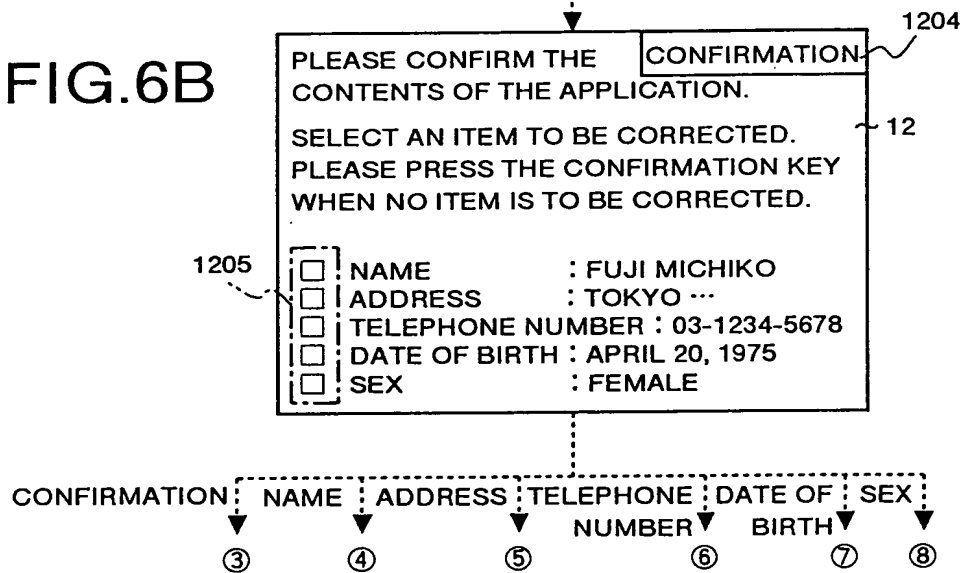 1204
FIG.6B
PLEASE CONFIRM THE CONFIRMATION
CONTENTS OF THE APPLICATION.
12
SELECT AN ITEM TO BE CORRECTED.
PLEASE PRESS THE CONFIRMATION KEY
WHEN NO ITEM IS TO BE CORRECTED.
1205
NAME : FUJI MICHIKO
ADDRESS : TOKYO ···
TELEPHONE NUMBER : 03-1234-5678
DATE OF BIRTH : APRIL 20, 1975
SEX : FEMALE
CONFIRMATION NAME ADDRESS TELEPHONE DATE OF SEX
NUMBER BIRTH
③ ④ ⑤ ⑥ ⑦ ⑧